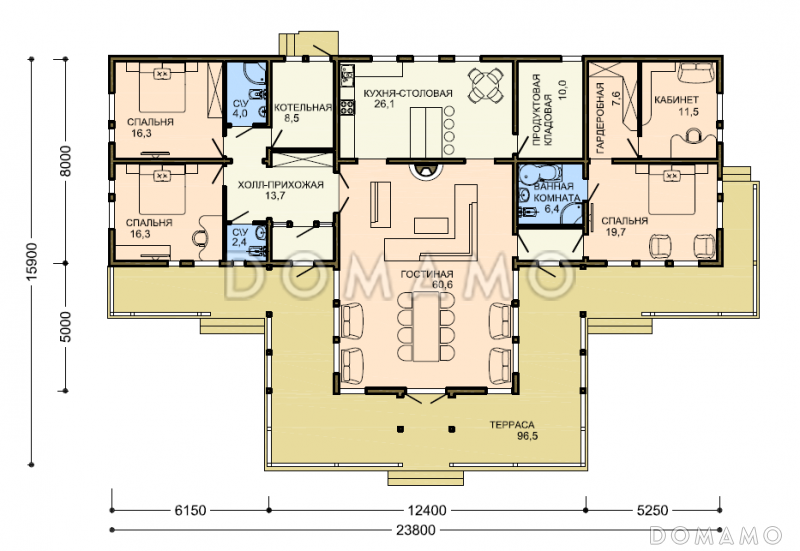 СПАЛЬНЯ
16,3
С\У
4,0
КОТЕЛЬНАЯ
8,5
КУХНЯ-СТОЛОВАЯ
26,1
ПРОДУКТОВАЯ
КЛАДОВАЯ
10,0
ГАРДЕРОБНАЯ
7,6
КАБИНЕТ
11,5
8000
СПАЛЬНЯ
16,3
ХОЛЛ-ПРИХОЖАЯ
13,7
С\У
2,4
ВАННАЯ
КОМНАТА
6,4
СПАЛЬНЯ
19,7
15900
DOMAMO
ГОСТИНАЯ
60,6
5000
ТЕРРАСА
96,5
6150
12400
5250
23800
DOMAMO